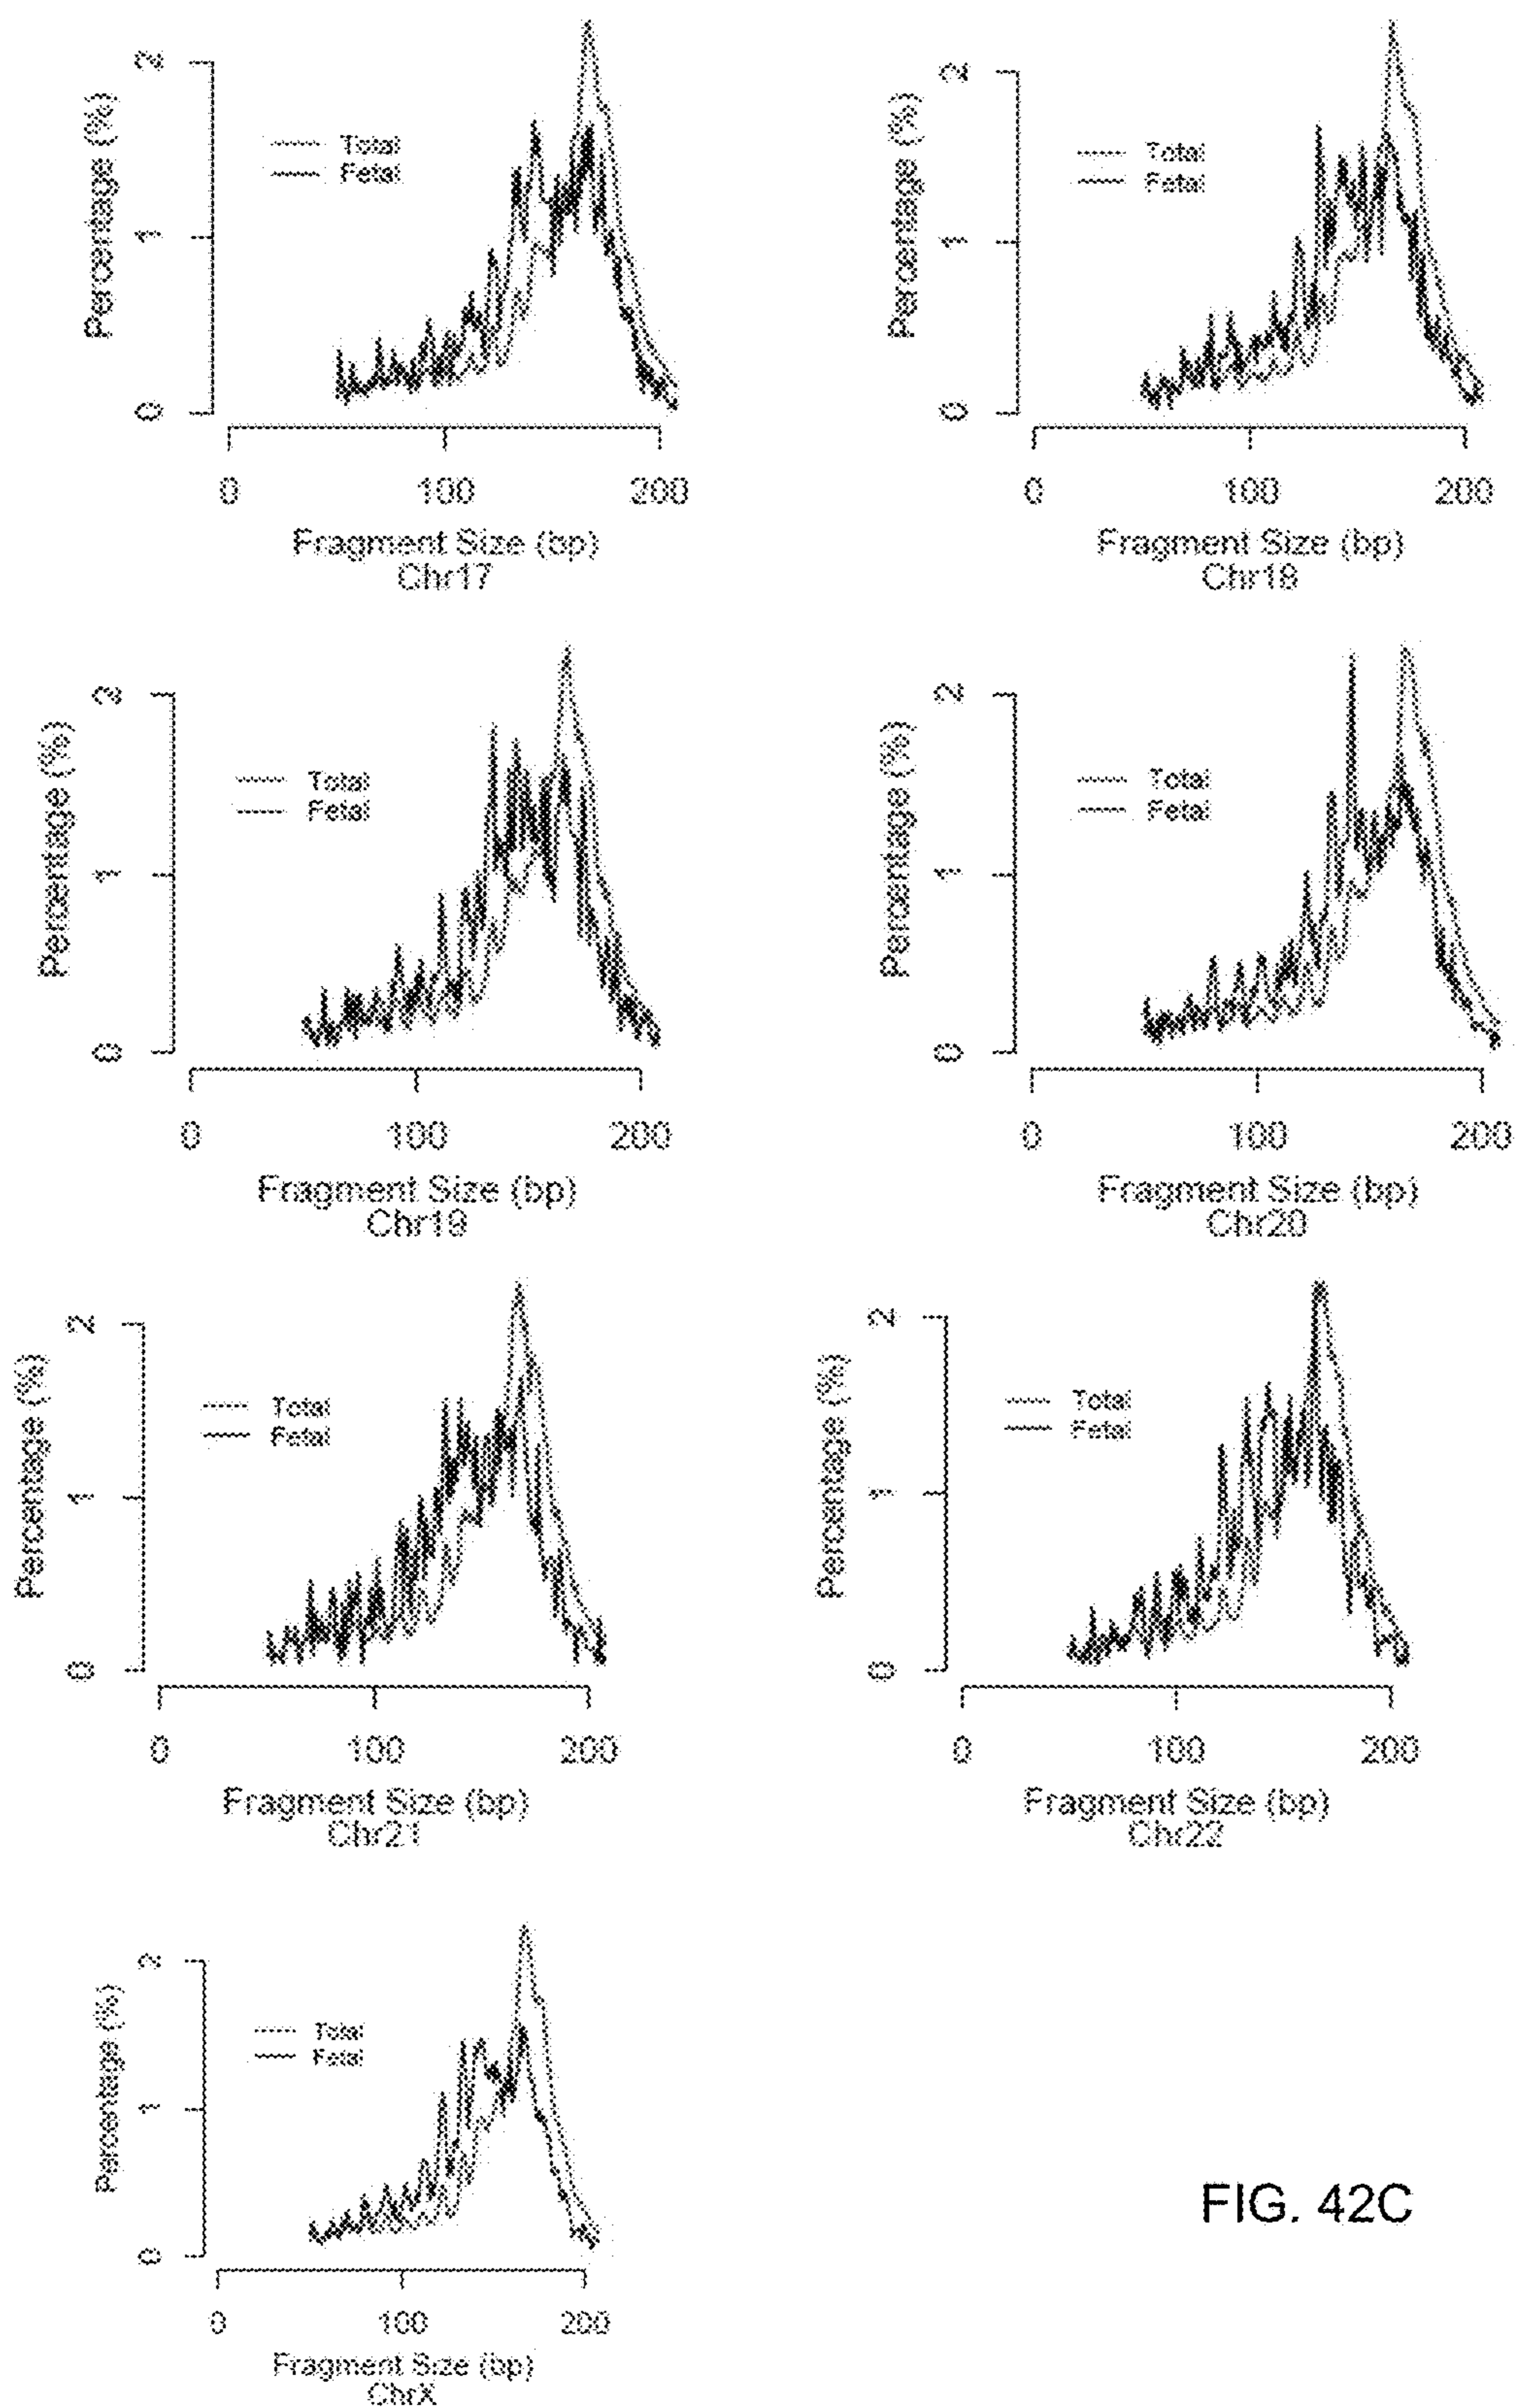 Percentage (%)
2
1
0
Total
Fetal
0 100 200
Fragment Size (bp)
Chr17
Percentage (%)
2
1
0
Total
Fetal
0 100 200
Fragment Size (bp)
Chr18
Percentage (%)
2
1
0
Total
Fetal
0 100 200
Fragment Size (bp)
Chr19
Percentage (%)
2
1
0
Total
Fetal
0 100 200
Fragment Size (bp)
Chr20
Percentage (%)
2
1
0
Total
Fetal
0 100 200
Fragment Size (bp)
Chr21
Percentage (%)
2
1
0
Total
Fetal
0 100 200
Fragment Size (bp)
Chr22
Percentage (%)
2
1
0
Total
Fetal
0 100 200
Fragment Size (bp)
ChrX
FIG. 42C